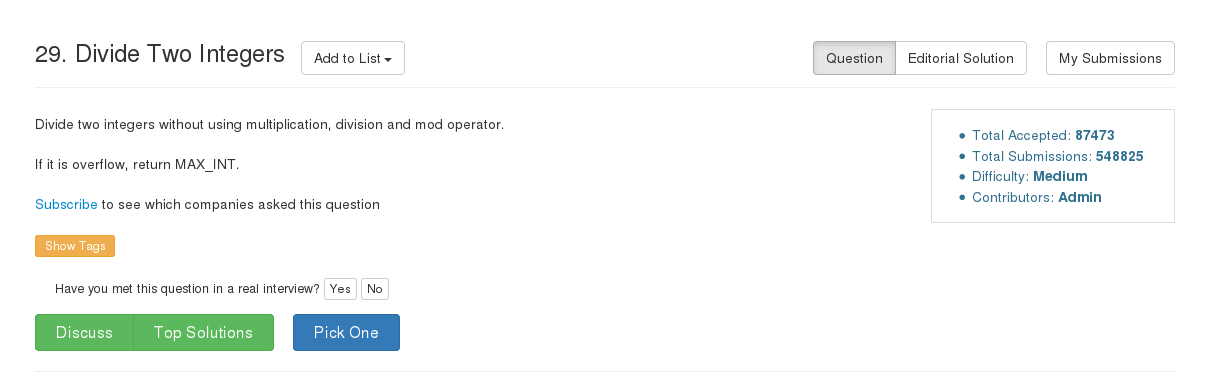 29. Divide Two Integers
Add to List
Question
Editorial Solution
My Submissions
Divide two integers without using multiplication, division and mod operator.
If it is overflow, return MAX_INT.
Subscribe to see which companies asked this question
Show Tags
Have you met this question in a real interview? Yes No
Discuss
Top Solutions
Pick One
Total Accepted: 87473
Total Submissions: 548825
Difficulty: Medium
Contributors: Admin